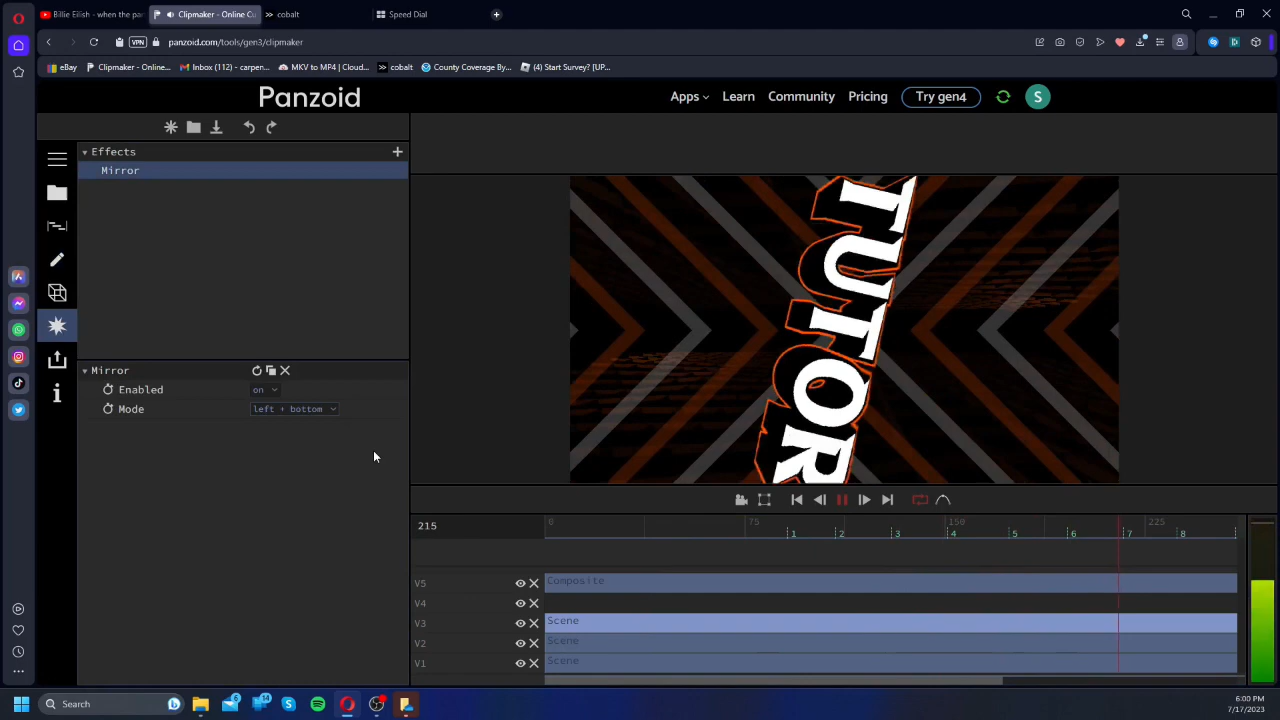 Billie Eilish - when the pa
Clipmaker - Online Cu
cobalt
Speed Dial
VPN
panzoid.com/tools/gen3/clipmaker
eBay
Clipmaker - Online...
Inbox (112) - carpen...
MKV to MP4 | Cloud...
cobalt
County Coverage By...
(4) Start Survey? [UP...
Panzoid
Apps
Learn
Community
Pricing
Try gen4
S
Effects
Mirror
Mirror
Enabled
on
Mode
left + bottom
TUTOR
215
0
75
150
225
1
2
3
4
5
6
7
8
V5
Composite
V4
V3
Scene
V2
Scene
V1
Scene
Search
6
14
6:00 PM
7/17/2023